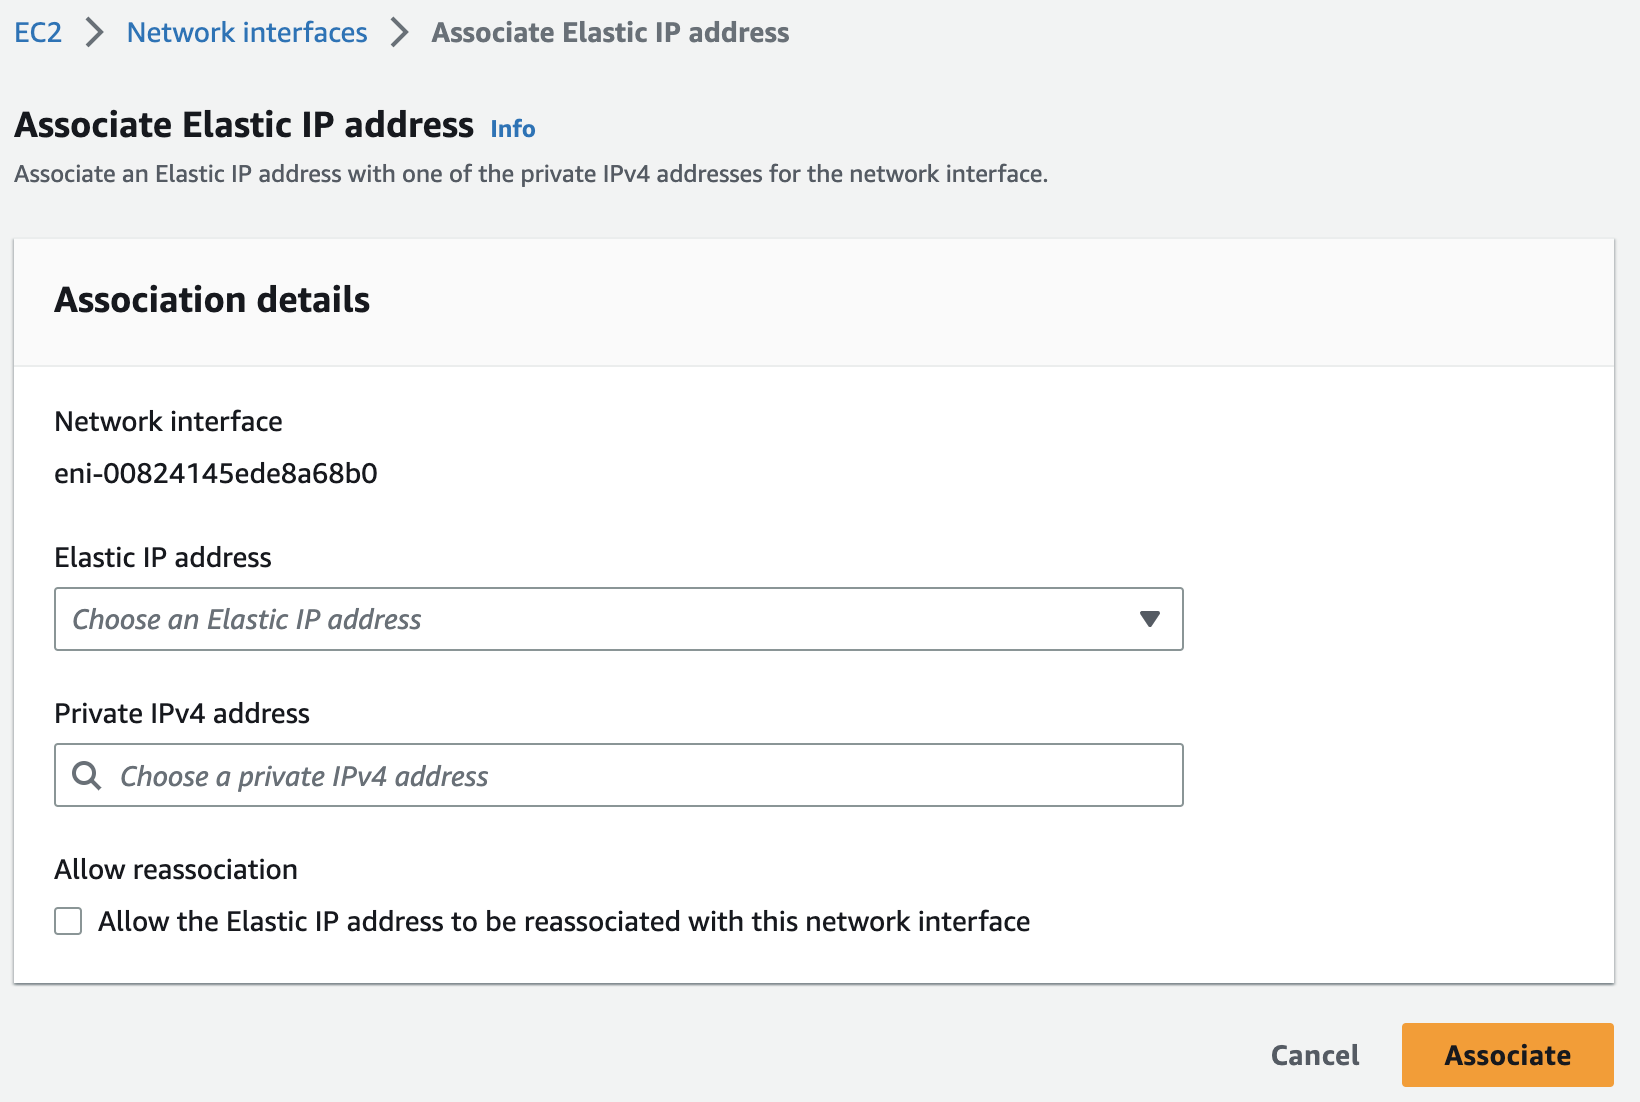 EC2 > Network interfaces > Associate Elastic IP address
Associate Elastic IP address Info
Associate an Elastic IP address with one of the private IPv4 addresses for the network interface.
Association details
Network interface
eni-00824145ede8a68b0
Elastic IP address
Choose an Elastic IP address
Private IPv4 address
Choose a private IPv4 address
Allow reassociation
Allow the Elastic IP address to be reassociated with this network interface
Cancel Associate